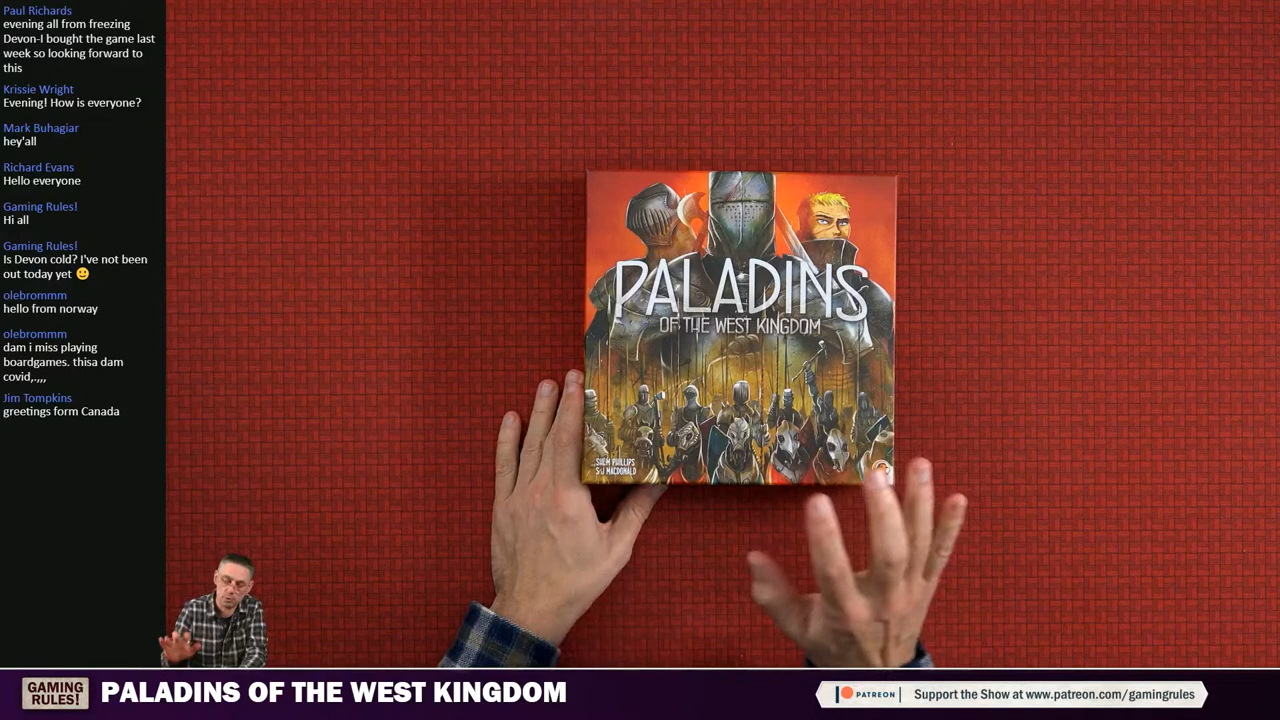 Paul Richards
evening all from freezing
Devon-I bought the game last
week so looking forward to
this
Krissie Wright
Evening! How is everyone?
Mark Buhagiar
hey'all
Richard Evans
Hello everyone
Gaming Rules!
Hi all
Gaming Rules!
Is Devon cold? I've not been
out today yet 🙂
olebrommm
hello from norway
olebrommm
dam i miss playing
boardgames. thisa dam
covid,.,,,
Jim Tompkins
greetings form Canada
PALADINS
OF THE WEST KINGDOM
SHEM PHILLIPS
S J MACDONALD
GAMING
RULES!
PALADINS OF THE WEST KINGDOM
PATREON
Support the Show at www.patreon.com/gamingrules